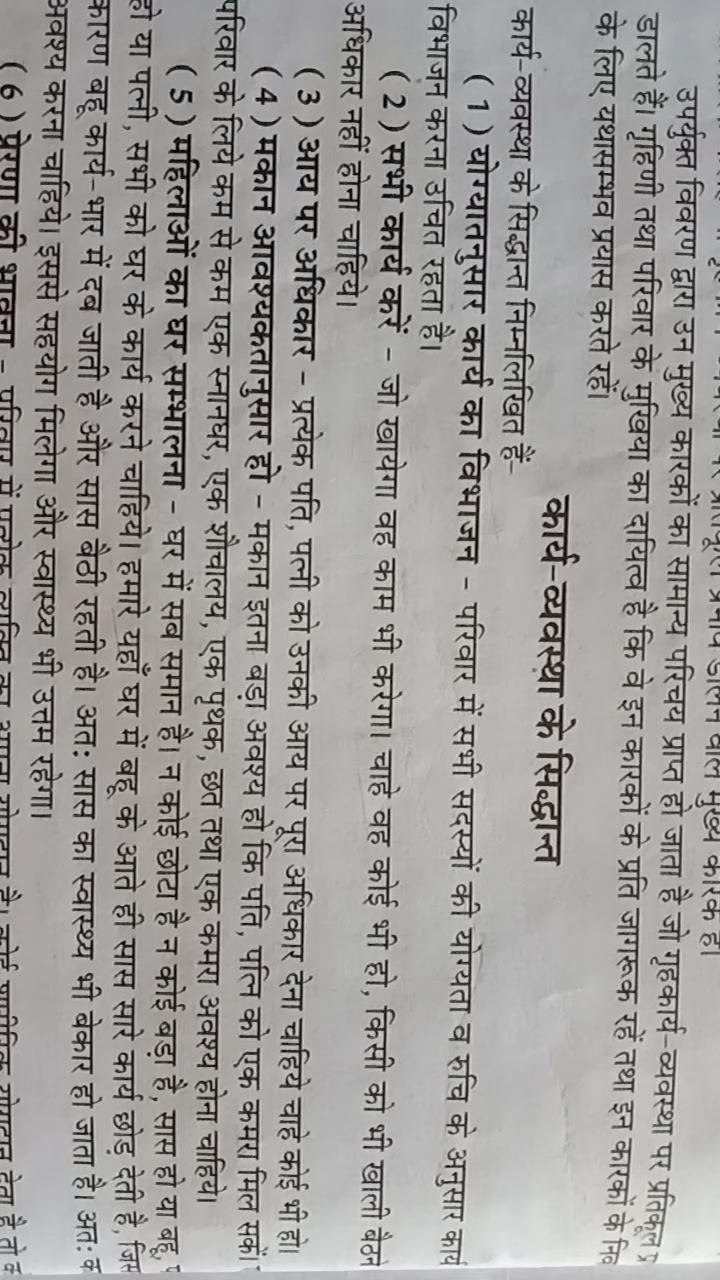 डालने वाले मुख्य कारक हैं।
उपर्युक्त विवरण द्वारा उन मुख्य कारकों का सामान्य परिचय प्राप्त हो जाता है जो गृहकार्य-व्यवस्था पर प्रतिकूल
डालते हैं। गृहिणी तथा परिवार के मुखिया का दायित्व है कि वे इन कारकों के प्रति जागरूक रहें तथा इन कारकों के
के लिए यथासम्भव प्रयास करते रहें।
कार्य-व्यवस्था के सिद्धान्त
कार्य-व्यवस्था के सिद्धान्त निम्नलिखित हैं-
( 1 ) योग्यतानुसार कार्य का विभाजन - परिवार में सभी सदस्यों की योग्यता व रुचि के अनुसार कार्य
विभाजन करना उचित रहता है।
( 2 ) सभी कार्य करें - जो खायेगा वह काम भी करेगा। चाहे वह कोई भी हो, किसी को भी खाली बैठने
अधिकार नहीं होना चाहिये।
( 3 ) आय पर अधिकार - प्रत्येक पति, पत्नी को उनकी आय पर पूरा अधिकार देना चाहिये चाहे कोई भी हो।
( 4 ) मकान आवश्यकतानुसार हो - मकान इतना बड़ा अवश्य हो कि पति, पत्नि को एक कमरा मिल सकें।
परिवार के लिये कम से कम एक स्नानघर, एक शौचालय, एक पृथक, छत तथा एक कमरा अवश्य होना चाहिये।
( 5 ) महिलाओं का घर सम्भालना - घर में सब समान हैं। न कोई छोटा है न कोई बड़ा है, सास हो या बहू,
हो या पत्नी, सभी को घर के कार्य करने चाहिये। हमारे यहाँ घर में बहू के आते ही सास सारे कार्य छोड़ देती है, जिस
कारण बहू कार्य-भार में दब जाती है और सास बैठी रहती है। अतः सास का स्वास्थ्य भी बेकार हो जाता है। अतः
अवश्य करना चाहिये। इससे सहयोग मिलेगा और स्वास्थ्य भी उत्तम रहेगा।
( 6 ) प्रेरणा की भावना - परिवार में प्रत्येक व्यक्ति का